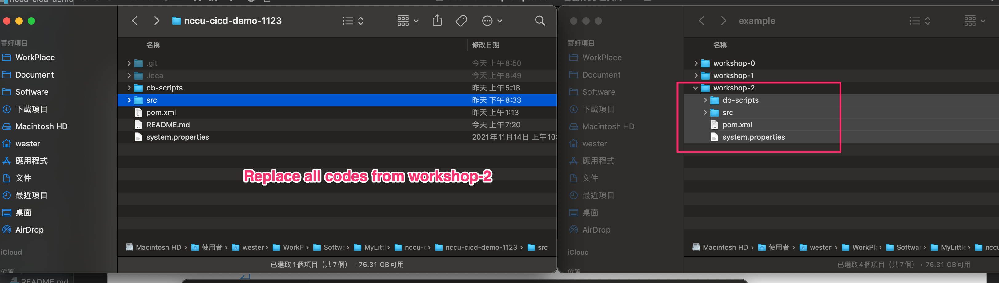 nccu-cicd-demo-1123
喜好項目
WorkPlace
Document
Software
下載項目
Macintosh HD
wester
應用程式
文件
最近項目
桌面
AirDrop
iCloud
位置
名稱 修改日期
.git 今天 上午8:50
.idea 今天 上午8:49
db-scripts 昨天 上午5:18
src 昨天 下午8:33
pom.xml 昨天 上午1:13
README.md 今天 上午7:20
system.properties 2021年11月14日 上午10:
Replace all codes from workshop-2
Macintosh HD › 使用者 › wester › WorkP › Softwa › MyLittl › nccu-c › nccu-cicd-demo-1123 › src
已選取 1 個項目（共 7 個），76.31 GB 可用
example
喜好項目
WorkPlace
Document
Software
下載項目
Macintosh HD
wester
應用程式
文件
最近項目
桌面
AirDrop
iCloud
位置
名稱
workshop-0
workshop-1
workshop-2
db-scripts
src
pom.xml
system.properties
Macintosh HD › 使用者 › wester › WorkPla › Softwar › MyLittle › nccu
已選取 4 個項目（共 7 個），76.31 GB 可用
README.md